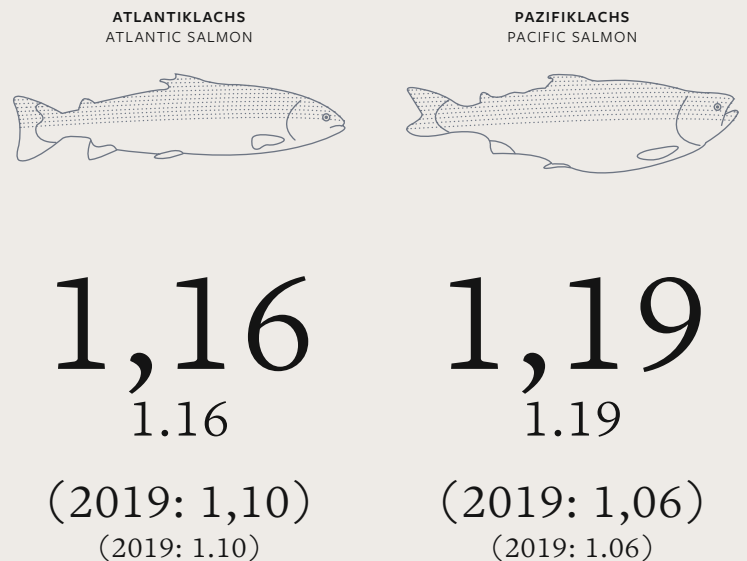 ATLANTIKLACHS
ATLANTIC SALMON
1,16
1.16
(2019: 1,10)
(2019: 1.10)
PAZIFIKLACHS
PACIFIC SALMON
1,19
1.19
(2019: 1,06)
(2019: 1.06)